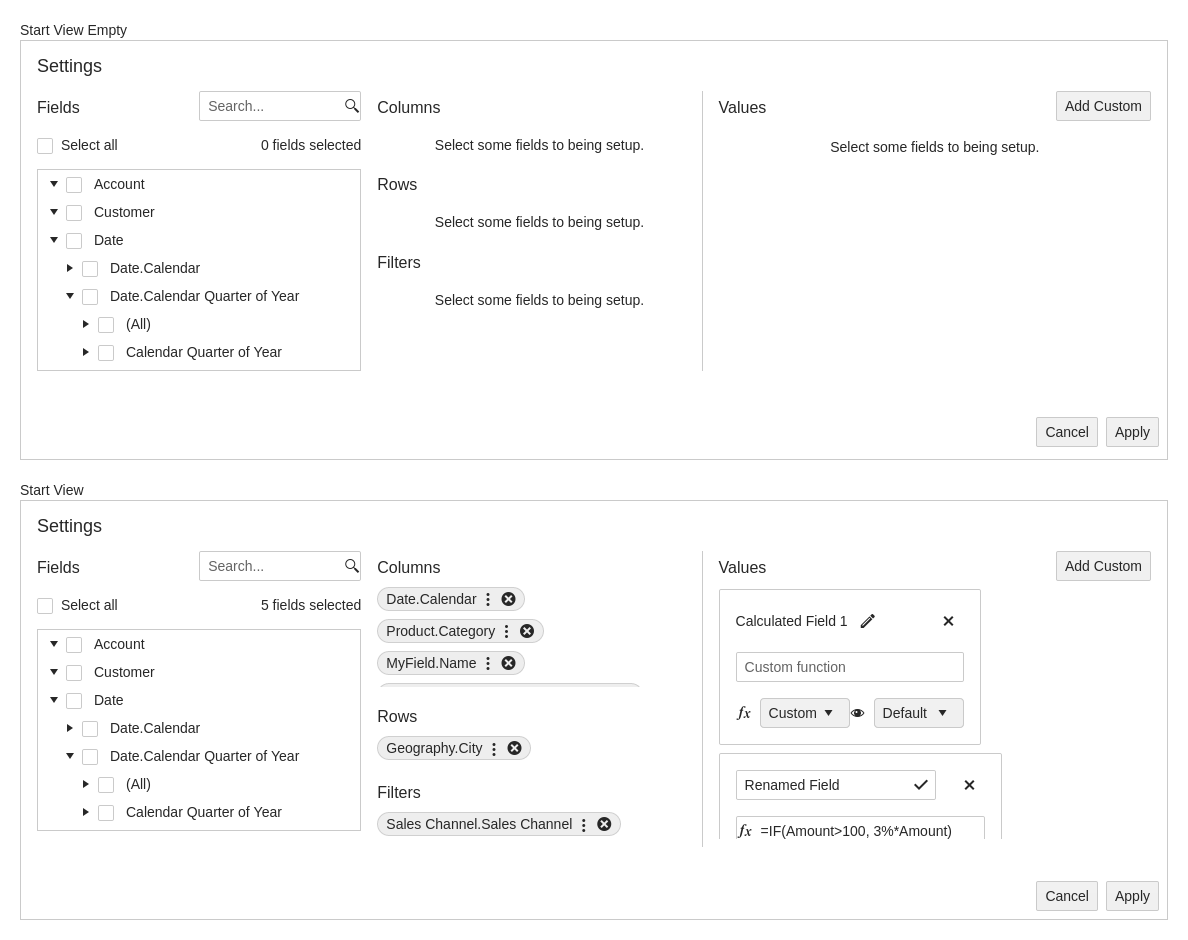 Start View Empty
Settings
Fields
Search...
Select all
0 fields selected
Account
Customer
Date
Date.Calendar
Date.Calendar Quarter of Year
(All)
Calendar Quarter of Year
Columns
Select some fields to being setup.
Rows
Select some fields to being setup.
Filters
Select some fields to being setup.
Values
Add Custom
Select some fields to being setup.
Cancel
Apply
Start View
Settings
Fields
Search...
Select all
5 fields selected
Account
Customer
Date
Date.Calendar
Date.Calendar Quarter of Year
(All)
Calendar Quarter of Year
Columns
Date.Calendar
Product.Category
MyField.Name
Rows
Geography.City
Filters
Sales Channel.Sales Channel
Values
Add Custom
Calculated Field 1
Custom function
fx Custom Default
Renamed Field
fx =IF(Amount>100, 3%*Amount)
Cancel
Apply